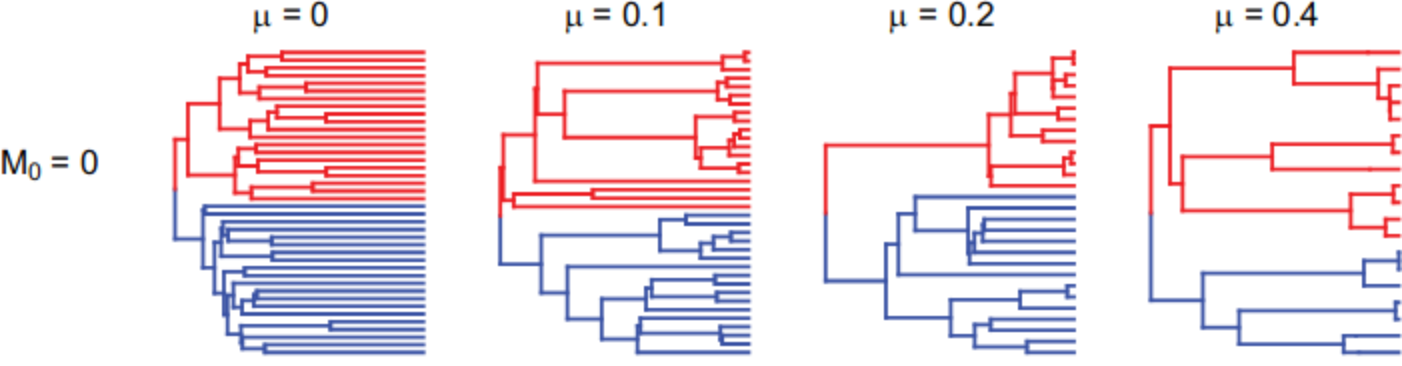 μ = 0 μ = 0.1 μ = 0.2 μ = 0.4
M₀ = 0